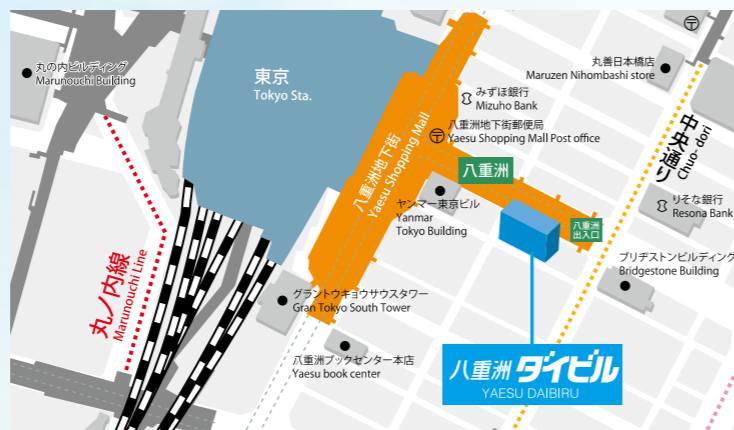 丸の内ビルディング
Marunouchi Building
東京
Tokyo Sta.
丸善日本橋店
Maruzen Nihombashi store
みずほ銀行
Mizuho Bank
八重洲地下街郵便局
Yaesu Shopping Mall Post office
八重洲地下街
Yaesu Shopping Mall
中央通り
Chuo-dori
八重洲
ヤンマー東京ビル
Yanmar
Tokyo Building
八重洲
出入口
りそな銀行
Resona Bank
ブリヂストンビルディング
Bridgestone Building
丸ノ内線
Marunouchi Line
グラントウキョウサウスタワー
Gran Tokyo South Tower
八重洲ブックセンター本店
Yaesu book center
八重洲ダイビル
YAESU DAIBIRU